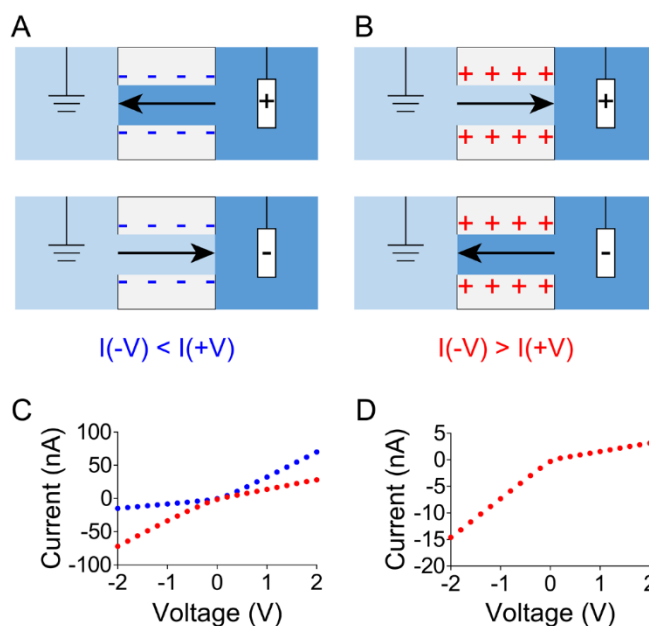 A
B
- - - -
+ + + +
+
+
- - - -
+ + + +
- - - -
+ + + +
-
-
- - - -
+ + + +
I(-V) < I(+V)
I(-V) > I(+V)
C
D
Current (nA)
100
50
0
-50
-100
-2
-1
0
1
2
Voltage (V)
Current (nA)
5
0
-5
-10
-15
-20
-2
-1
0
1
2
Voltage (V)